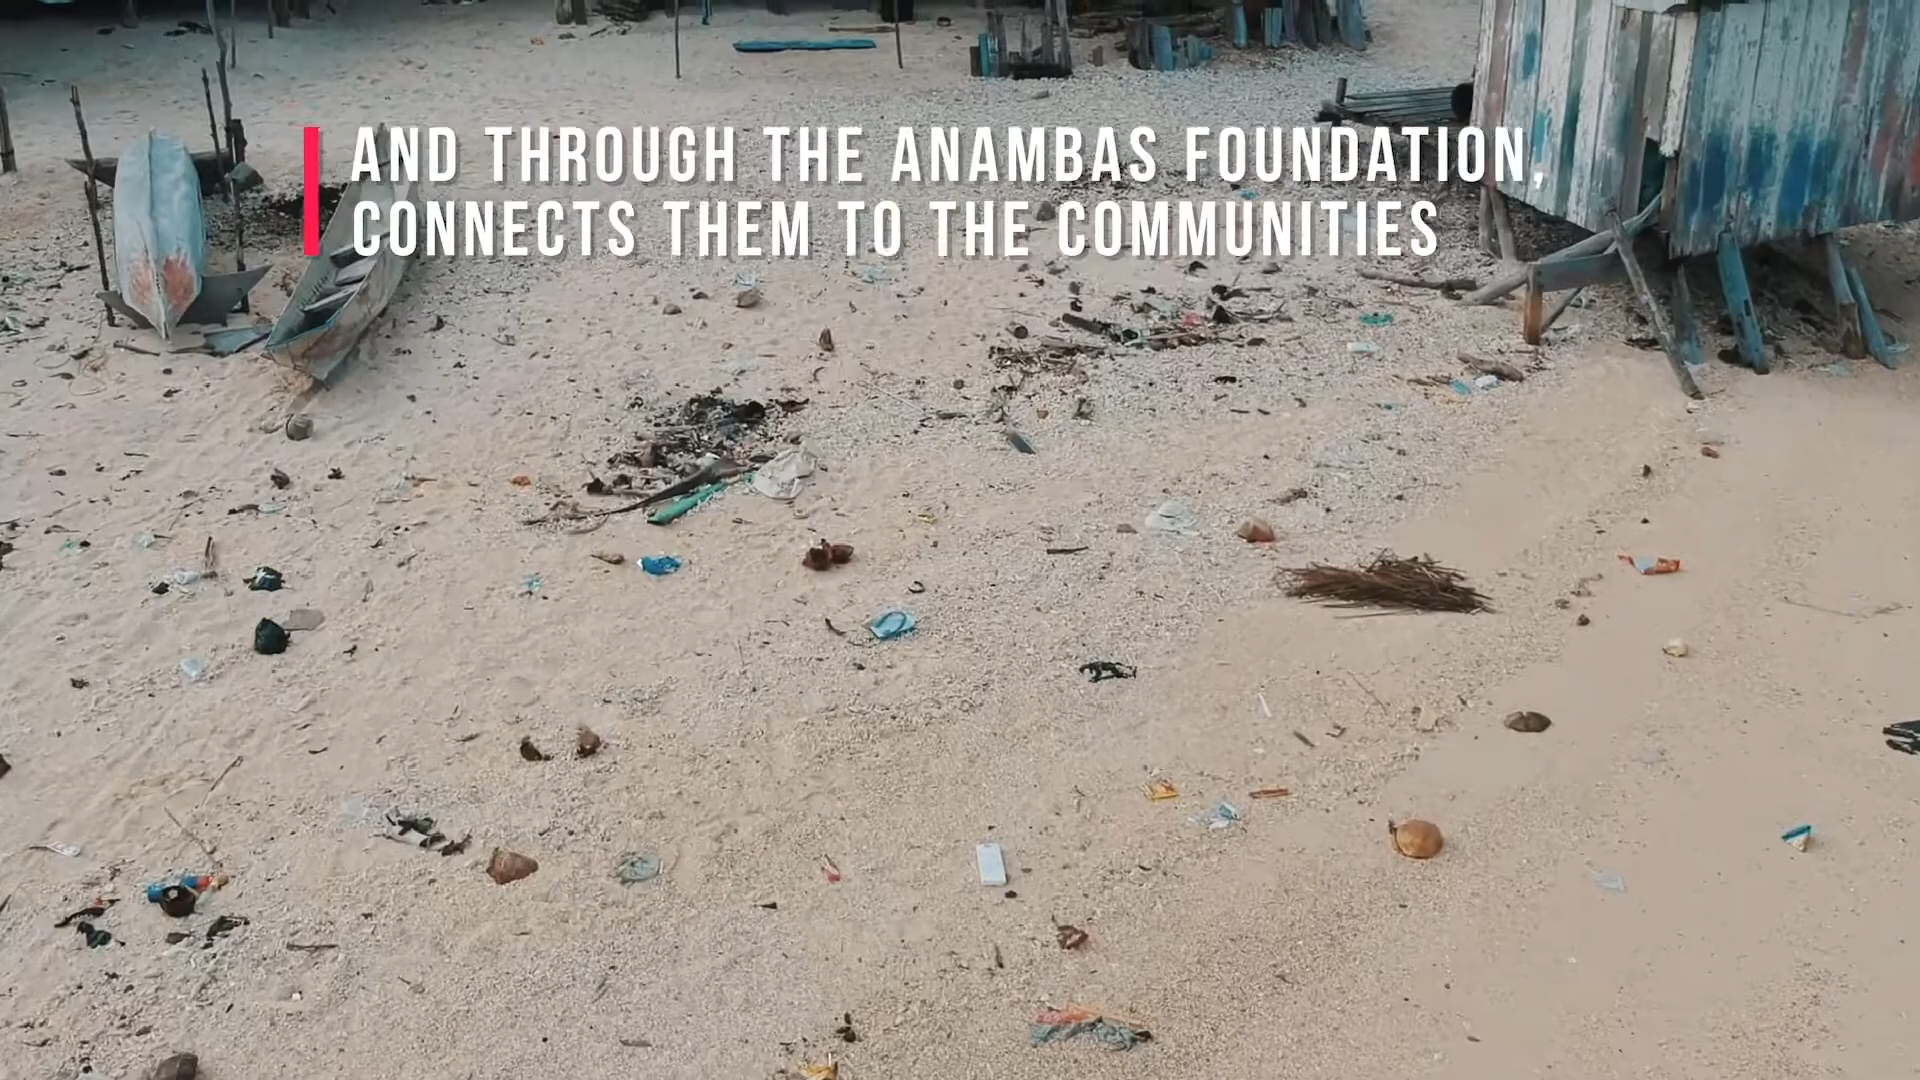 AND THROUGH THE ANAMBAS FOUNDATION,
CONNECTS THEM TO THE COMMUNITIES